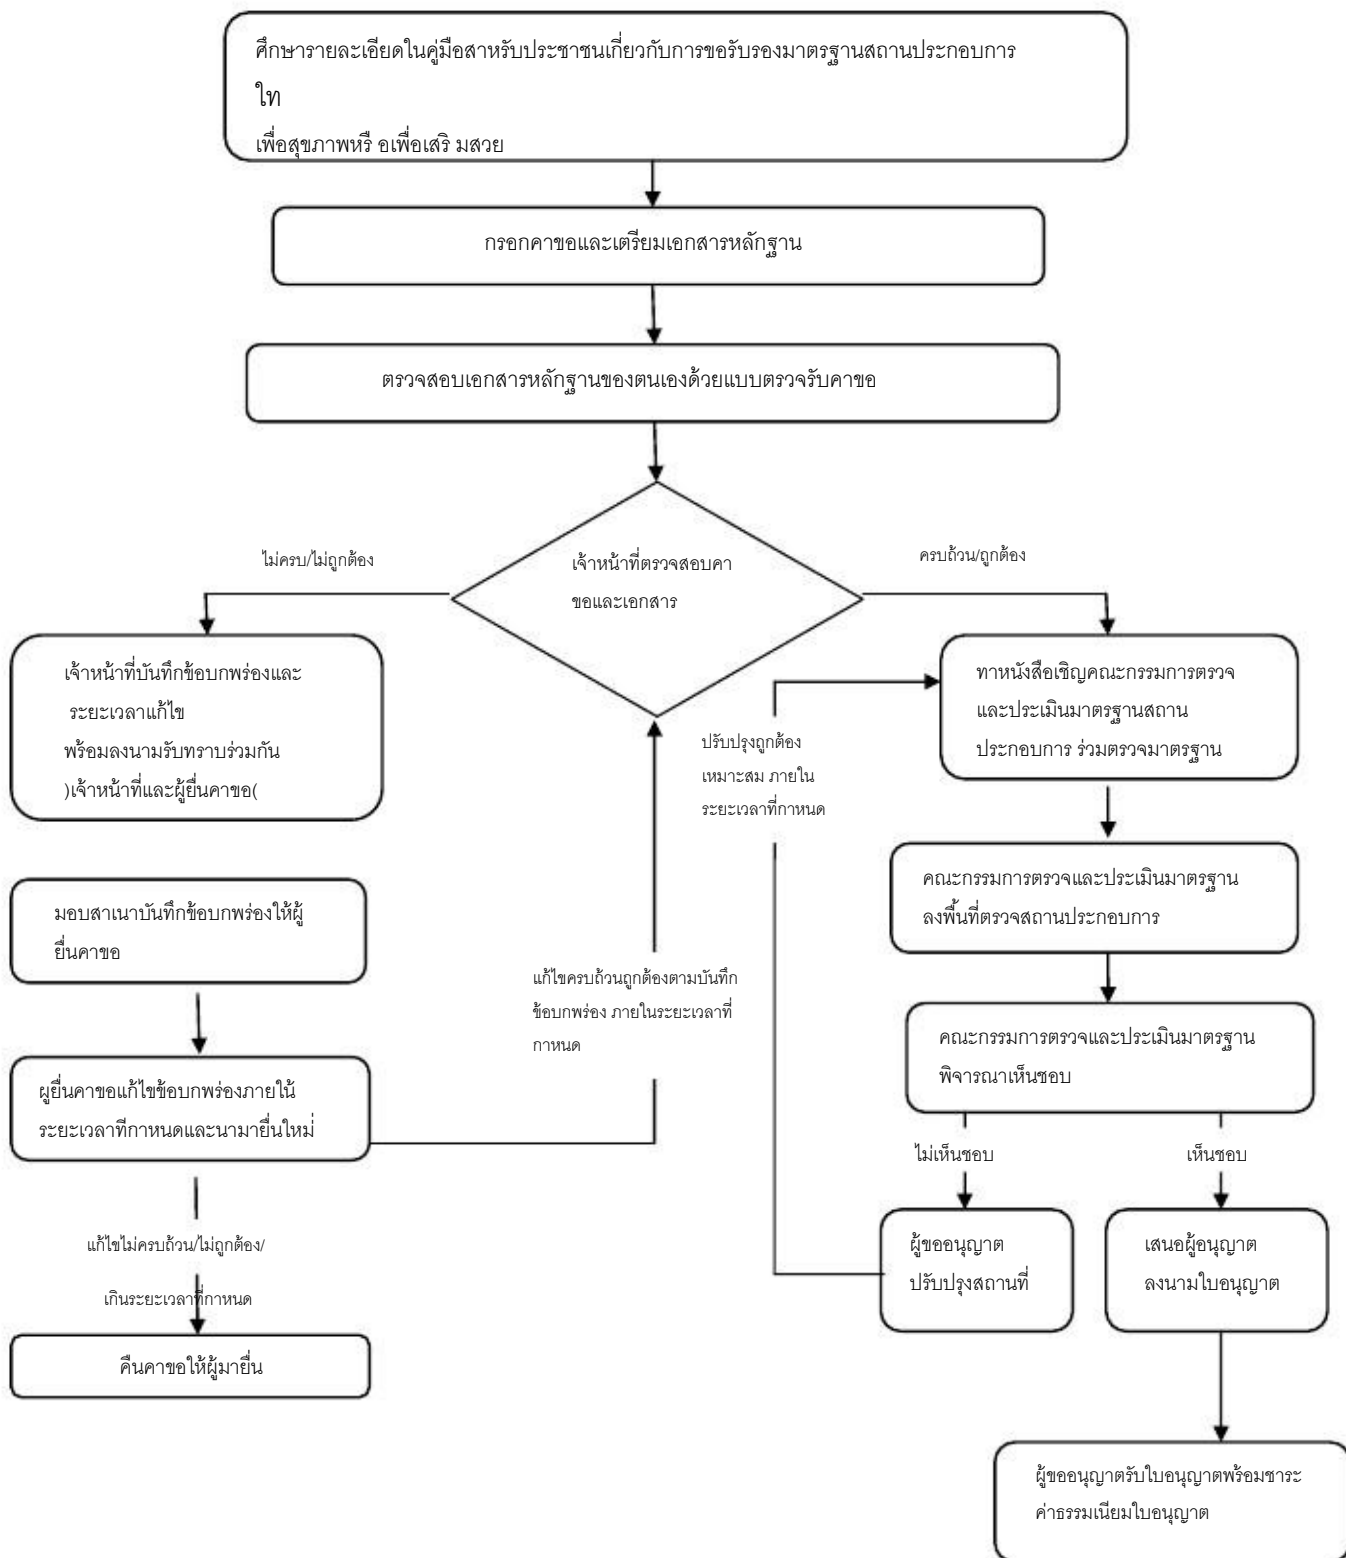 ศึกษารายละเอียดในคู่มือสาหรับประชาชนเกี่ยวกับการขอรับรองมาตรฐานสถานประกอบการ
ใท
เพื่อสุขภาพหรื อเพื่อเสริ มสวย
กรอกคาขอและเตรียมเอกสารหลักฐาน
ตรวจสอบเอกสารหลักฐานของตนเองด้วยแบบตรวจรับคาขอ
เจ้าหน้าที่ตรวจสอบคา
ขอและเอกสาร
ไม่ครบ/ไม่ถูกต้อง
ครบถ้วน/ถูกต้อง
เจ้าหน้าที่บันทึกข้อบกพร่องและ
ระยะเวลาแก้ไข
พร้อมลงนามรับทราบร่วมกัน
)เจ้าหน้าที่และผู้ยื่นคาขอ(
มอบสาเนาบันทึกข้อบกพร่องให้ผู้
ยื่นคาขอ
ผูยื่นคาขอแก้ไขข้อบกพร่องภายใน้
ระยะเวลาทีกาหนดและนามายื่นใหม่่
แก้ไขไม่ครบถ้วน/ไม่ถูกต้อง/
เกินระยะเวลาที่กาหนด
คืนคาขอให้ผู้มายื่น
แก้ไขครบถ้วนถูกต้องตามบันทึก
ข้อบกพร่อง ภายในระยะเวลาที่
กาหนด
ปรับปรุงถูกต้อง
เหมาะสม ภายใน
ระยะเวลาที่กาหนด
ทาหนังสือเชิญคณะกรรมการตรวจ
และประเมินมาตรฐานสถาน
ประกอบการ ร่วมตรวจมาตรฐาน
คณะกรรมการตรวจและประเมินมาตรฐาน
ลงพื้นที่ตรวจสถานประกอบการ
คณะกรรมการตรวจและประเมินมาตรฐาน
พิจารณาเห็นชอบ
ไม่เห็นชอบ
เห็นชอบ
ผู้ขออนุญาต
ปรับปรุงสถานที่
เสนอผู้อนุญาต
ลงนามใบอนุญาต
ผู้ขออนุญาตรับใบอนุญาตพร้อมชาระ
ค่าธรรมเนียมใบอนุญาต